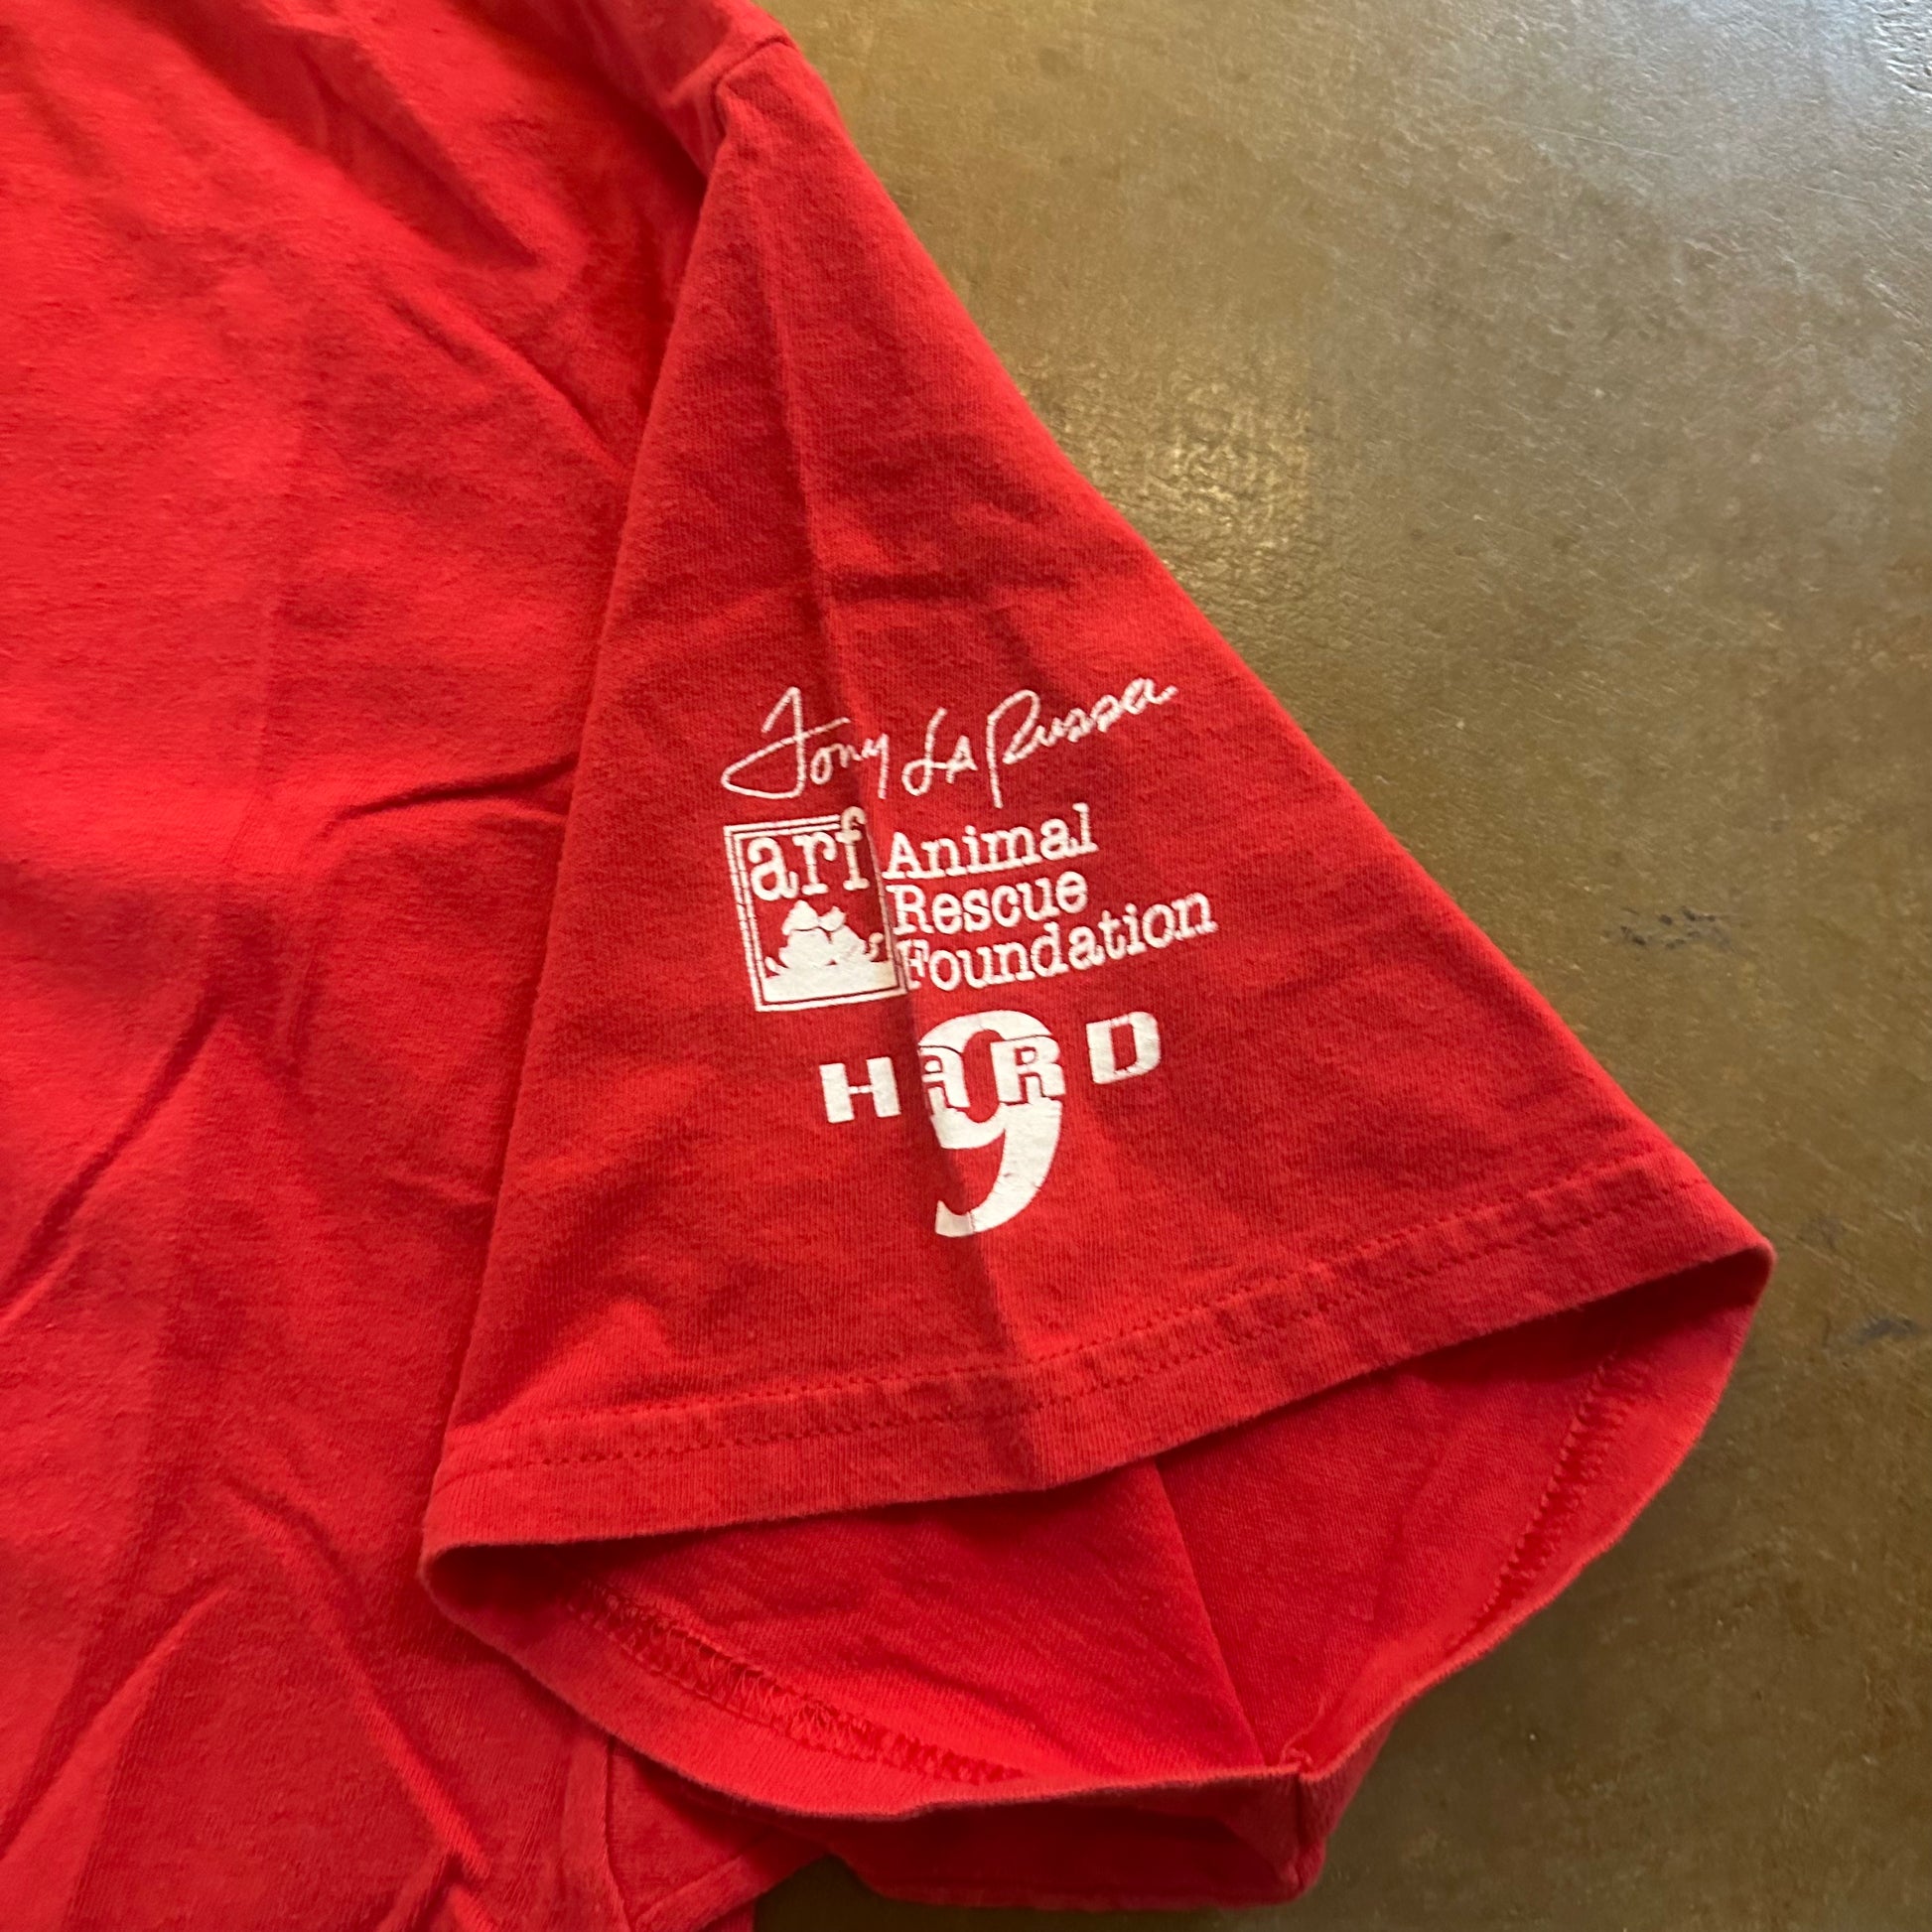 Tony LaRussa
arf
Animal
Rescue
Foundation
HaRD
9